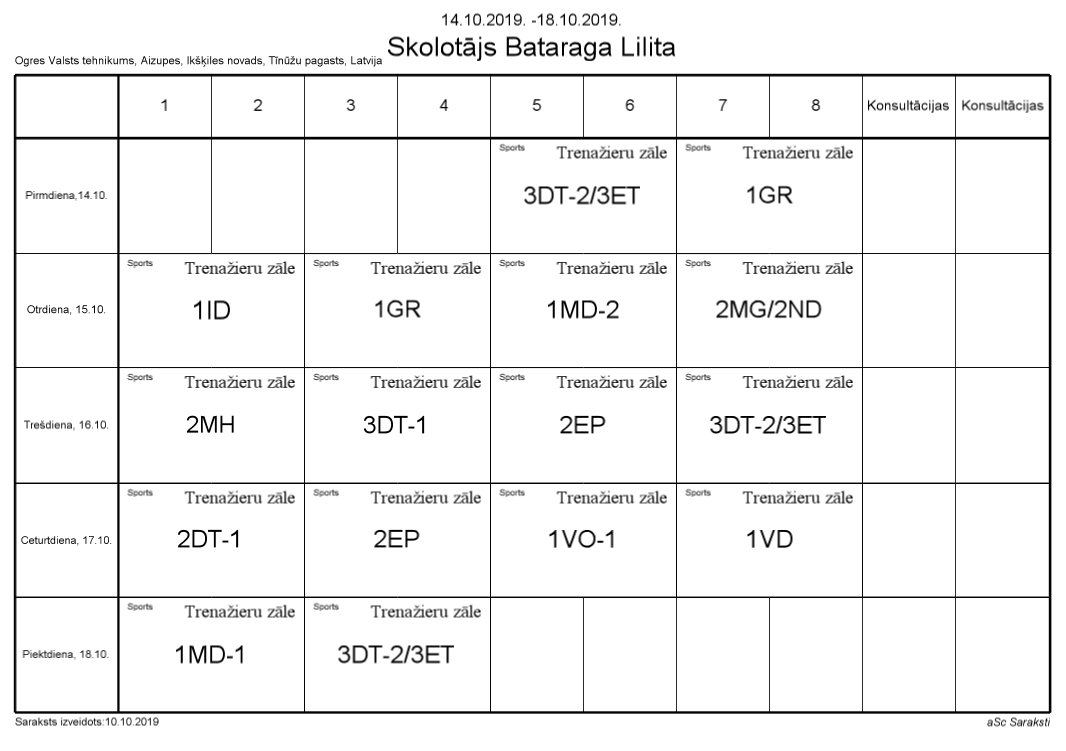 14.10.2019. -18.10.2019.
Skolotājs Bataraga Lilita
Ogres Valsts tehnikums, Aizupes, Ikšķiles novads, Tīnūžu pagasts, Latvija
1 2 3 4 5 6 7 8 Konsultācijas Konsultācijas
Pirmdiena,14.10.
Sports Trenažieru zāle
3DT-2/3ET
Sports Trenažieru zāle
1GR
Otrdiena, 15.10.
Sports Trenažieru zāle
1ID
Sports Trenažieru zāle
1GR
Sports Trenažieru zāle
1MD-2
Sports Trenažieru zāle
2MG/2ND
Trešdiena, 16.10.
Sports Trenažieru zāle
2MH
Sports Trenažieru zāle
3DT-1
Sports Trenažieru zāle
2EP
Sports Trenažieru zāle
3DT-2/3ET
Ceturtdiena, 17.10.
Sports Trenažieru zāle
2DT-1
Sports Trenažieru zāle
2EP
Sports Trenažieru zāle
1VO-1
Sports Trenažieru zāle
1VD
Piektdiena, 18.10.
Sports Trenažieru zāle
1MD-1
Sports Trenažieru zāle
3DT-2/3ET
Saraksts izveidots:10.10.2019
aSc Saraksti